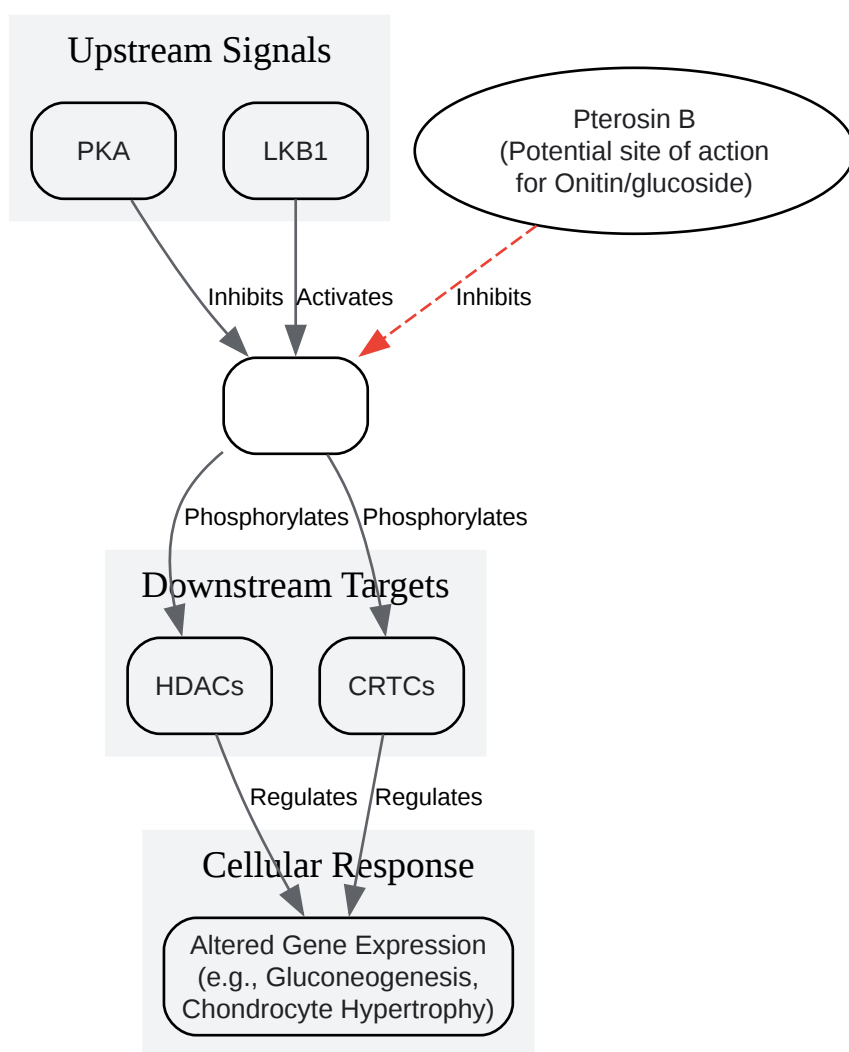 Upstream Signals
PKA
LKB1
Pterosin B
(Potential site of action
for Onitin/glucoside)
Inhibits
Activates
Inhibits
Phosphorylates
Phosphorylates
Downstream Targets
HDACs
CRTCs
Regulates
Regulates
Cellular Response
Altered Gene Expression
(e.g., Gluconeogenesis,
Chondrocyte Hypertrophy)